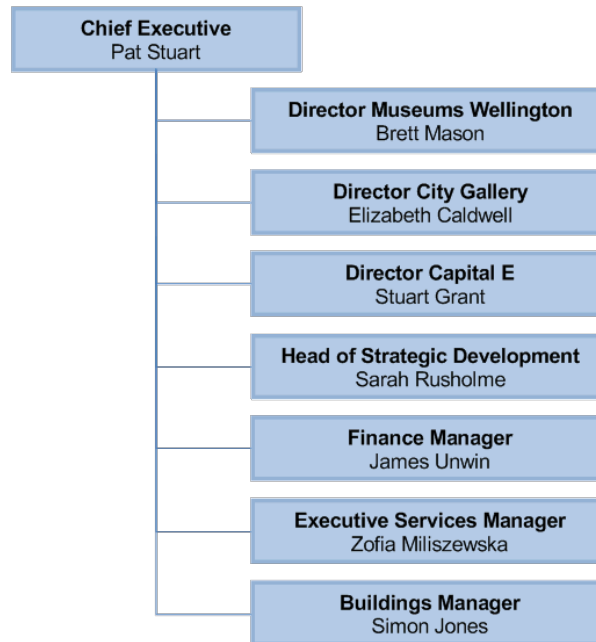 Chief Executive
Pat Stuart
Director Museums Wellington
Brett Mason
Director City Gallery
Elizabeth Caldwell
Director Capital E
Stuart Grant
Head of Strategic Development
Sarah Rusholme
Finance Manager
James Unwin
Executive Services Manager
Zofia Miliszewska
Buildings Manager
Simon Jones